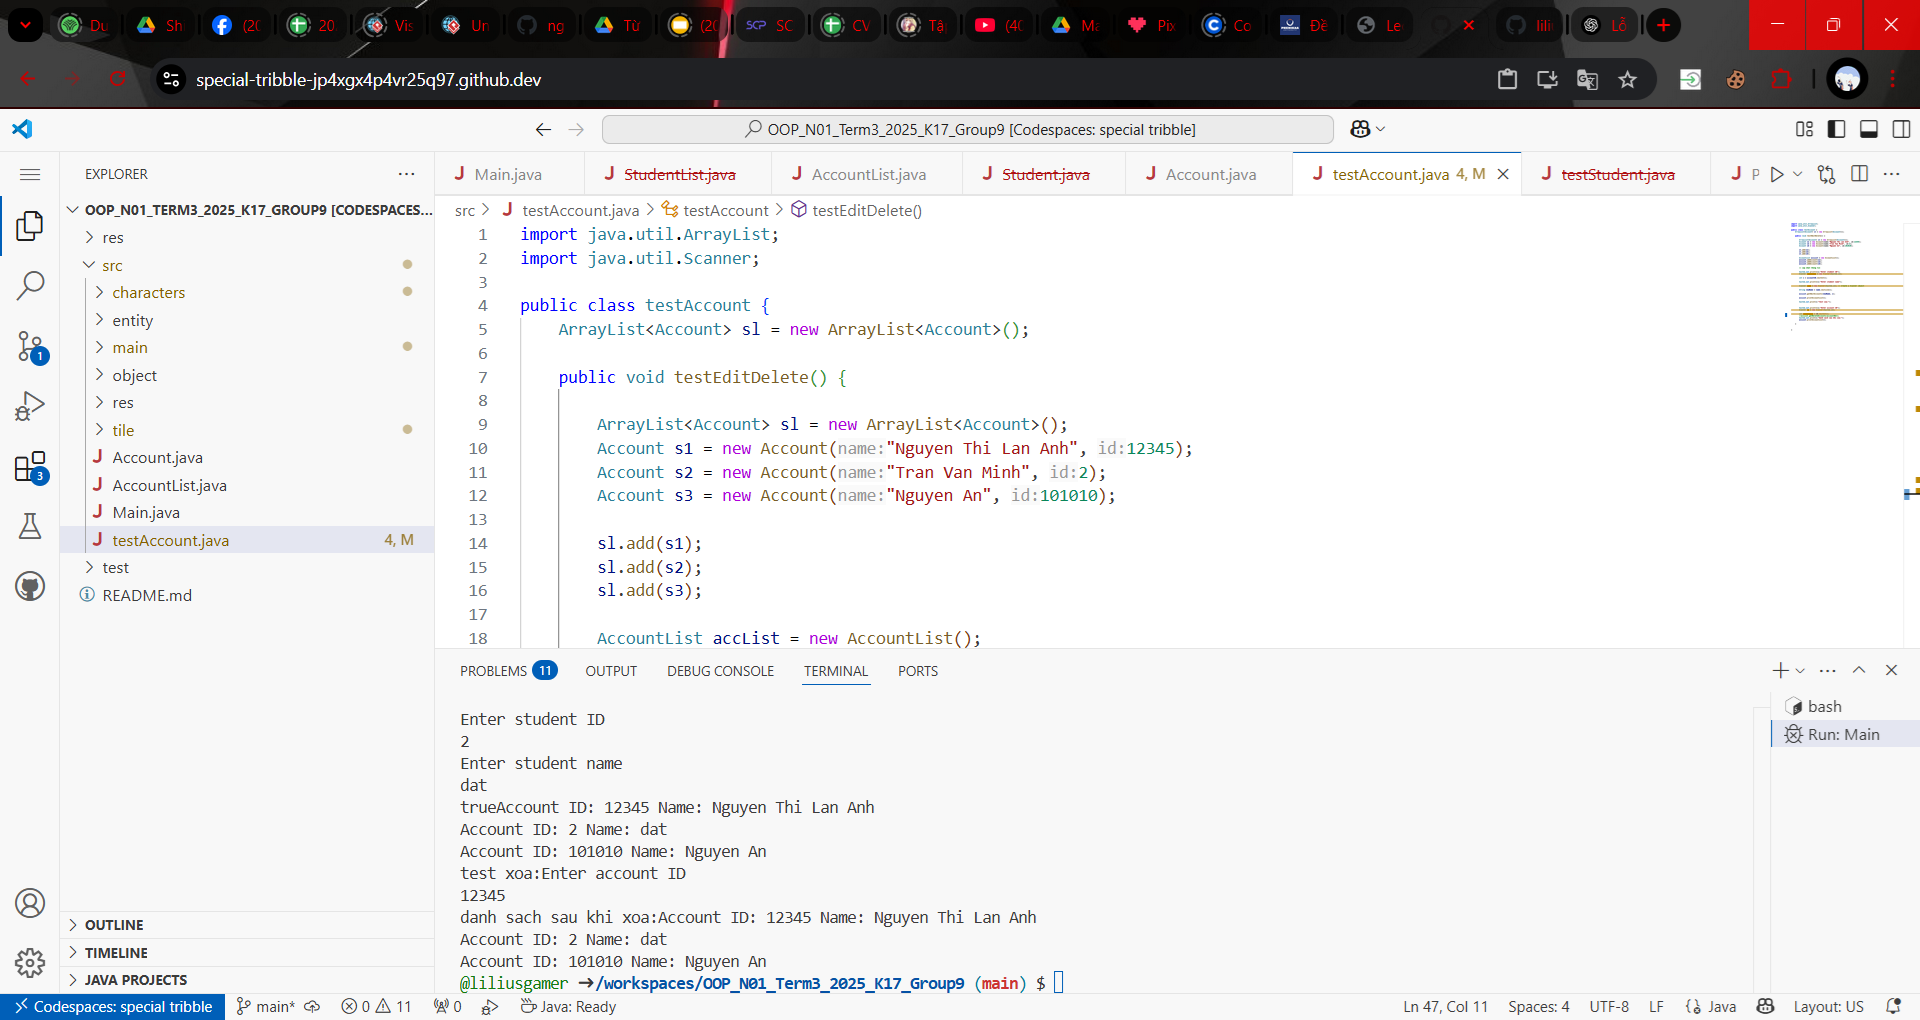 Du
Shi
(20
20
Vis
Un
ng
Từ
(20
SCP SC
CV
Tậ
(40
Ma
Pix
Co
Đề
Le
lili
Lỗ
special-tribble-jp4xgx4p4vr25q97.github.dev
OOP_N01_Term3_2025_K17_Group9 [Codespaces: special tribble]
EXPLORER
Main.java
StudentList.java
AccountList.java
Student.java
Account.java
testAccount.java 4, M
testStudent.java
P
OOP_N01_TERM3_2025_K17_GROUP9 [CODESPACES...
res
src
characters
entity
main
object
res
tile
Account.java
AccountList.java
Main.java
testAccount.java 4, M
test
README.md
OUTLINE
TIMELINE
JAVA PROJECTS
1
3
src > testAccount.java > testAccount > testEditDelete()
1 import java.util.ArrayList;
2 import java.util.Scanner;
3
4 public class testAccount {
5 ArrayList<Account> sl = new ArrayList<Account>();
6
7 public void testEditDelete() {
8
9 ArrayList<Account> sl = new ArrayList<Account>();
10 Account s1 = new Account(name:"Nguyen Thi Lan Anh", id:12345);
11 Account s2 = new Account(name:"Tran Van Minh", id:2);
12 Account s3 = new Account(name:"Nguyen An", id:101010);
13
14 sl.add(s1);
15 sl.add(s2);
16 sl.add(s3);
17
18 AccountList accList = new AccountList();
PROBLEMS 11 OUTPUT DEBUG CONSOLE TERMINAL PORTS
bash
Run: Main
Enter student ID
2
Enter student name
dat
trueAccount ID: 12345 Name: Nguyen Thi Lan Anh
Account ID: 2 Name: dat
Account ID: 101010 Name: Nguyen An
test xoa:Enter account ID
12345
danh sach sau khi xoa:Account ID: 12345 Name: Nguyen Thi Lan Anh
Account ID: 2 Name: dat
Account ID: 101010 Name: Nguyen An
@liliusgamer ➜/workspaces/OOP_N01_Term3_2025_K17_Group9 (main) $
Codespaces: special tribble main* 0 11 0 Java: Ready Ln 47, Col 11 Spaces: 4 UTF-8 LF Java Layout: US